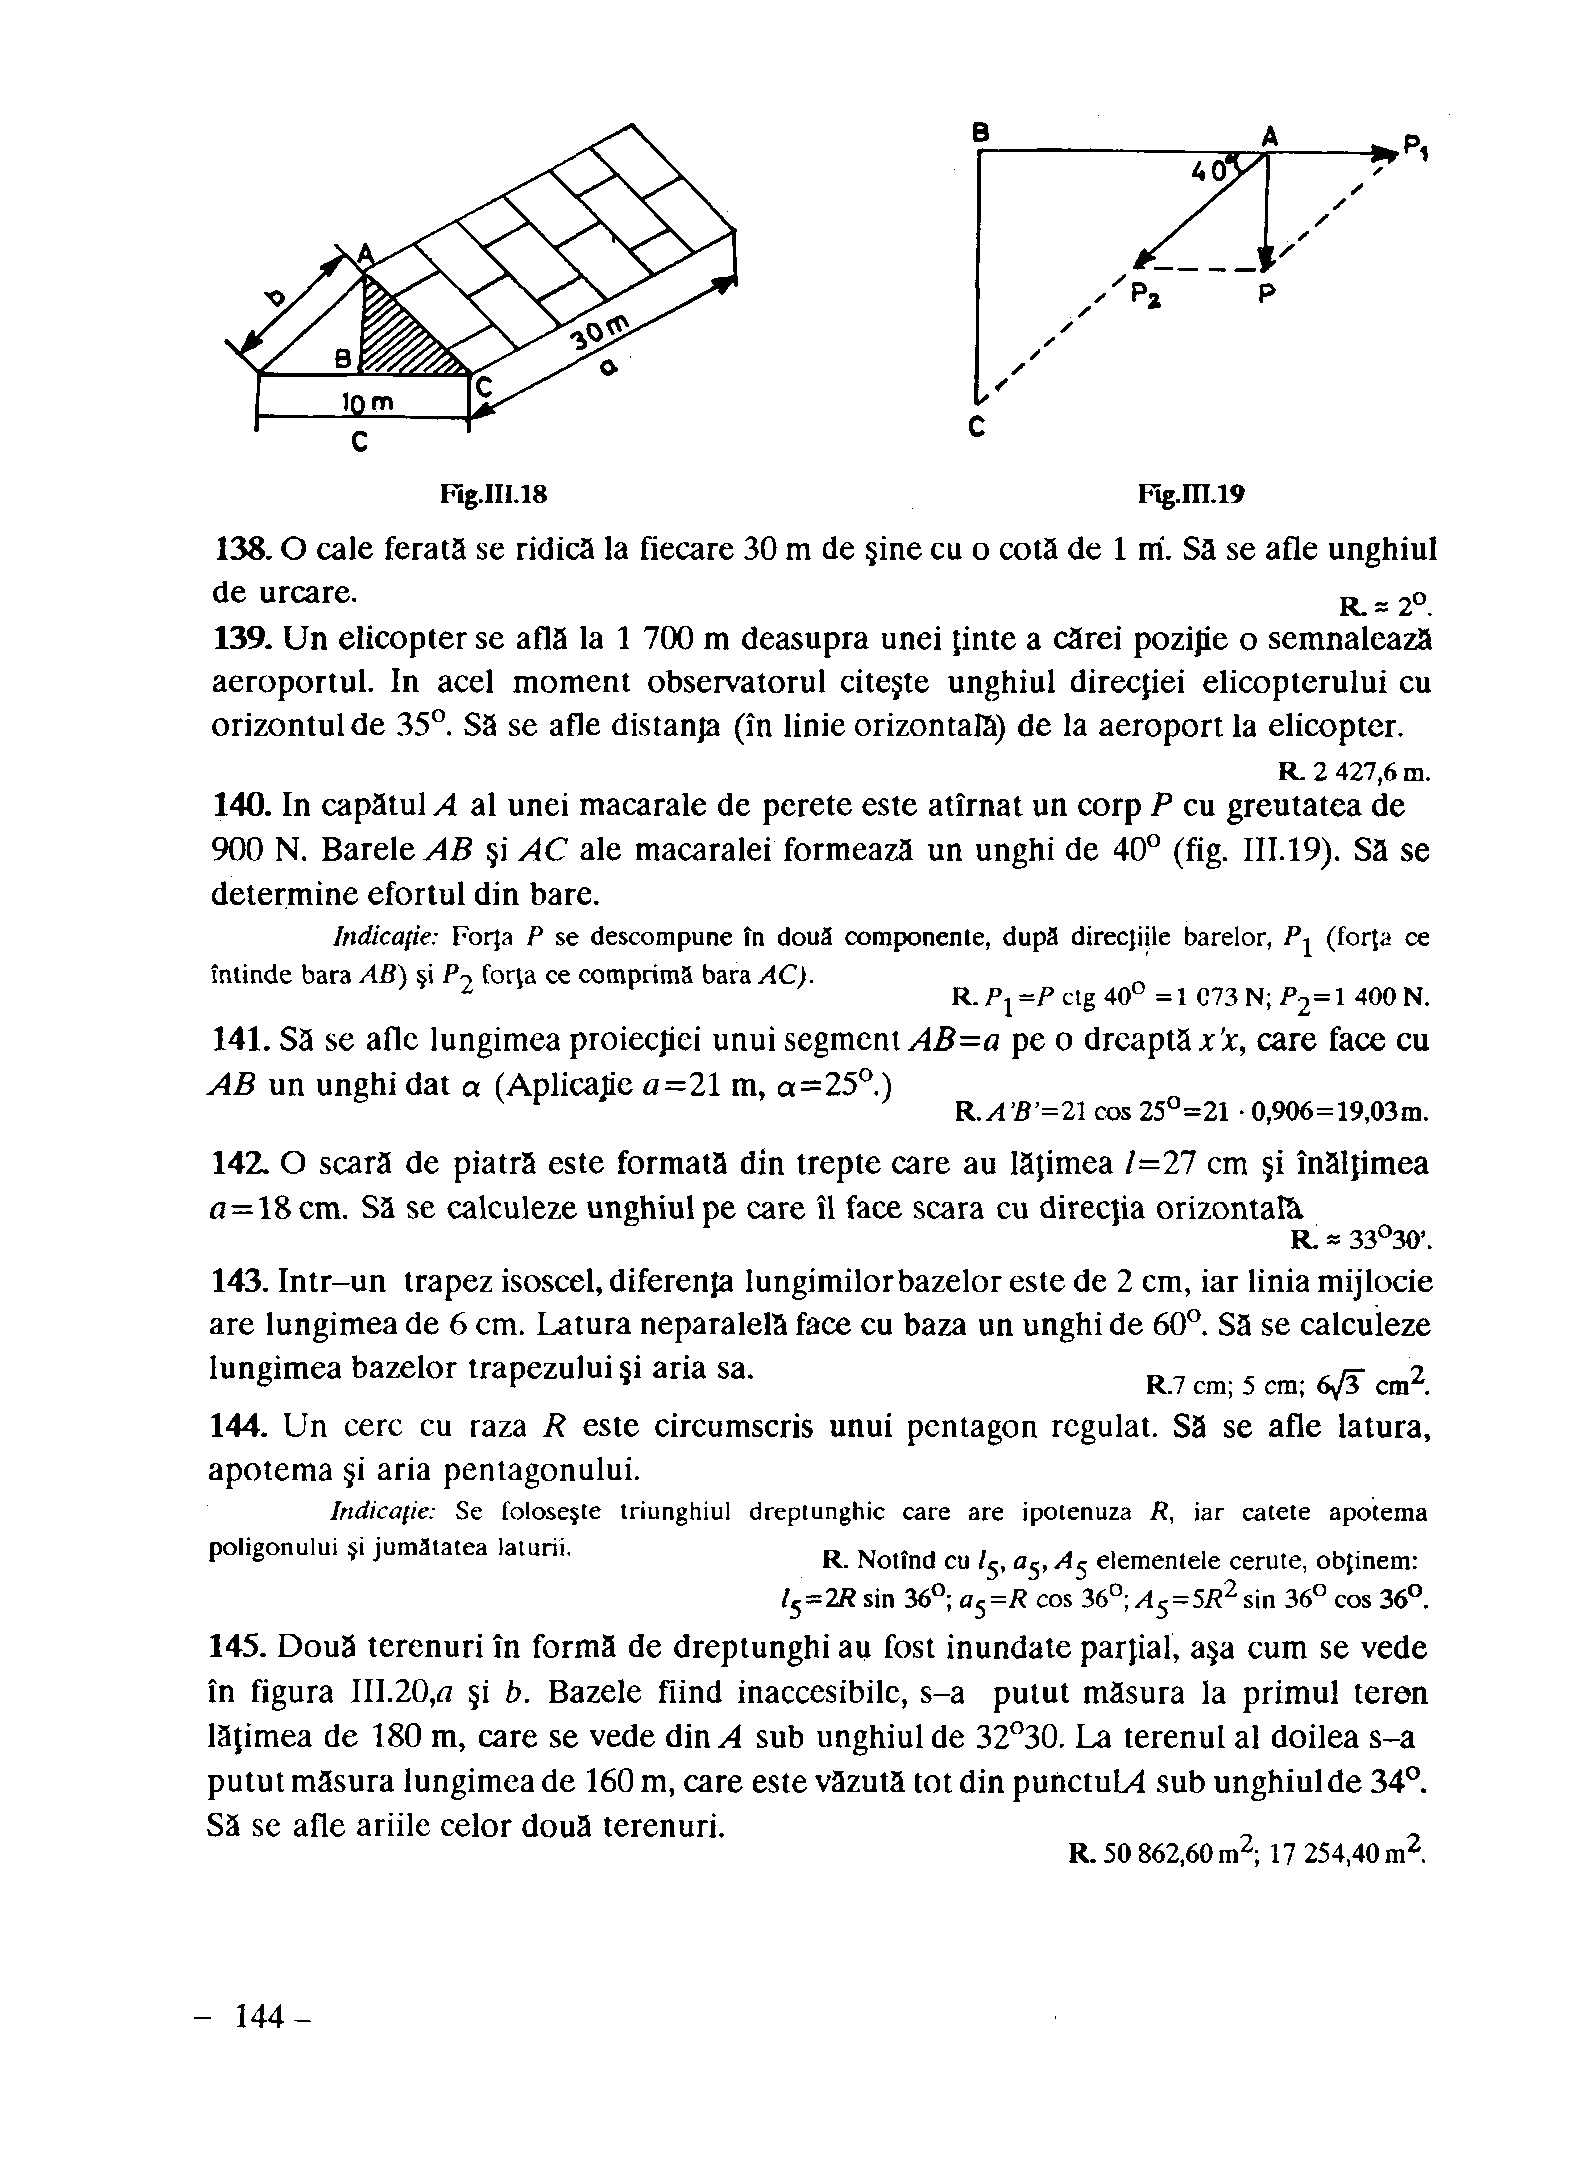 A
b
B
C
10 m
C
30 m
a
B
A
P₁
40°
P₂
P
C
Fig.III.18
Fig.III.19
138. O cale ferată se ridică la fiecare 30 m de şine cu o cotă de 1 m. Să se afle unghiul
de urcare.
R. ≈ 2°.
139. Un elicopter se află la 1 700 m deasupra unei ţinte a cărei poziţie o semnalează
aeroportul. In acel moment observatorul citeşte unghiul direcţiei elicopterului cu
orizontul de 35°. Să se afle distanţa (în linie orizontală) de la aeroport la elicopter.
R. 2 427,6 m.
140. In capătul A al unei macarale de perete este atîrnat un corp P cu greutatea de
900 N. Barele AB şi AC ale macaralei formează un unghi de 40° (fig. III.19). Să se
determine efortul din bare.
Indicaţie: Forţa P se descompune în două componente, după direcţiile barelor, P₁ (forţa ce
întinde bara AB) şi P₂ forţa ce comprimă bara AC).
R. P₁=P ctg 40° =1 073 N; P₂=1 400 N.
141. Să se afle lungimea proiecţiei unui segment AB=a pe o dreaptă x'x, care face cu
AB un unghi dat α (Aplicaţie a=21 m, α=25°.)
R. A’B’=21 cos 25°=21 · 0,906=19,03 m.
142. O scară de piatră este formată din trepte care au lăţimea l=27 cm şi înălţimea
a=18 cm. Să se calculeze unghiul pe care îl face scara cu direcţia orizontală
R. ≈ 33°30’.
143. Intr–un trapez isoscel, diferenţa lungimilor bazelor este de 2 cm, iar linia mijlocie
are lungimea de 6 cm. Latura neparalelă face cu baza un unghi de 60°. Să se calculeze
lungimea bazelor trapezului şi aria sa.
R.7 cm; 5 cm; 6√3 cm².
144. Un cerc cu raza R este circumscris unui pentagon regulat. Să se afle latura,
apotema şi aria pentagonului.
Indicaţie: Se foloseşte triunghiul dreptunghic care are ipotenuza R, iar catete apotema
poligonului şi jumătatea laturii.
R. Notînd cu l₅, a₅, A₅ elementele cerute, obţinem:
l₅=2R sin 36°; a₅=R cos 36°; A₅=5R² sin 36° cos 36°.
145. Două terenuri în formă de dreptunghi au fost inundate parţial, aşa cum se vede
în figura III.20,a şi b. Bazele fiind inaccesibile, s–a putut măsura la primul teren
lăţimea de 180 m, care se vede din A sub unghiul de 32°30. La terenul al doilea s–a
putut măsura lungimea de 160 m, care este văzută tot din punctul A sub unghiul de 34°.
Să se afle ariile celor două terenuri.
R. 50 862,60 m²; 17 254,40 m².
– 144 –